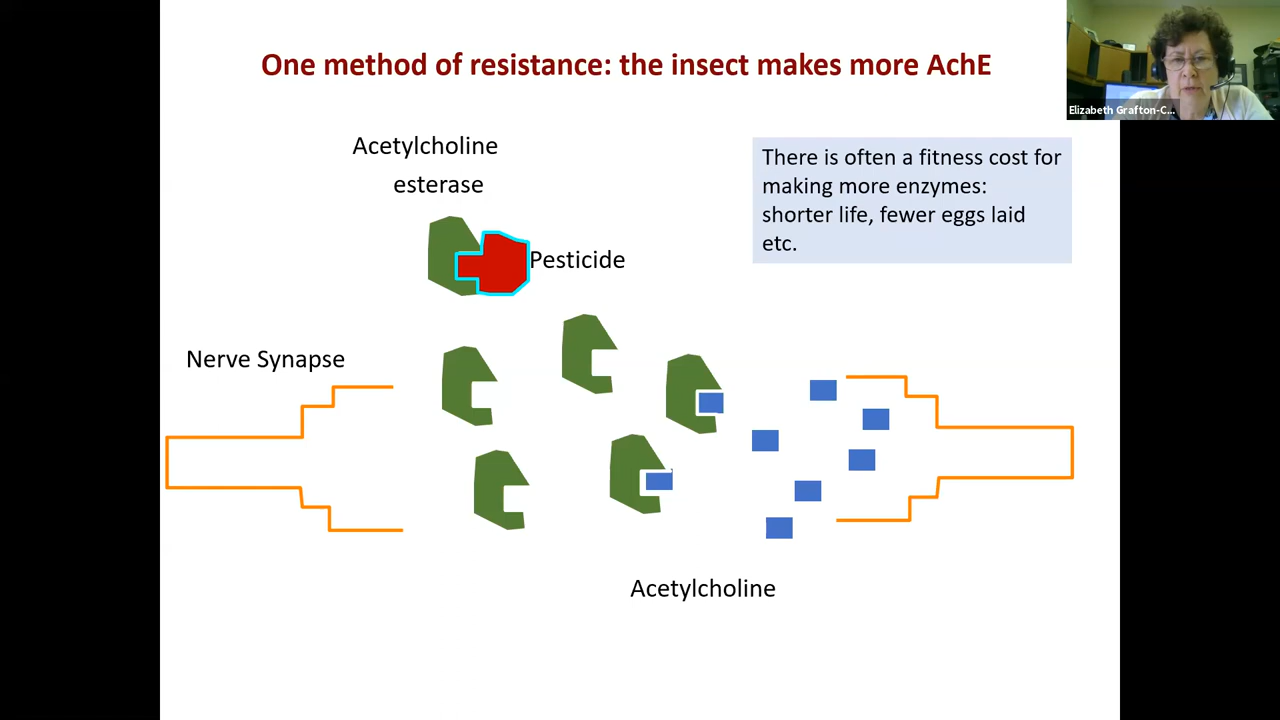 One method of resistance: the insect makes more AchE
Elizabeth Grafton-C...
Acetylcholine
esterase
There is often a fitness cost for
making more enzymes:
shorter life, fewer eggs laid
etc.
Pesticide
Nerve Synapse
Acetylcholine